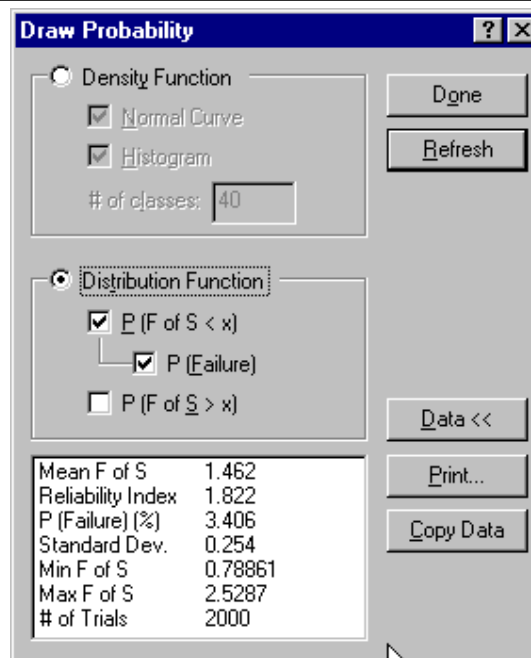 Draw Probability
Density Function
Normal Curve
Histogram
# of classes: 40
Done
Refresh
Distribution Function
P (F of S < x)
P (Failure)
P (F of S > x)
Data <<
Print...
Copy Data
Mean F of S 1.462
Reliability Index 1.822
P (Failure) (%) 3.406
Standard Dev. 0.254
Min F of S 0.78861
Max F of S 2.5287
# of Trials 2000